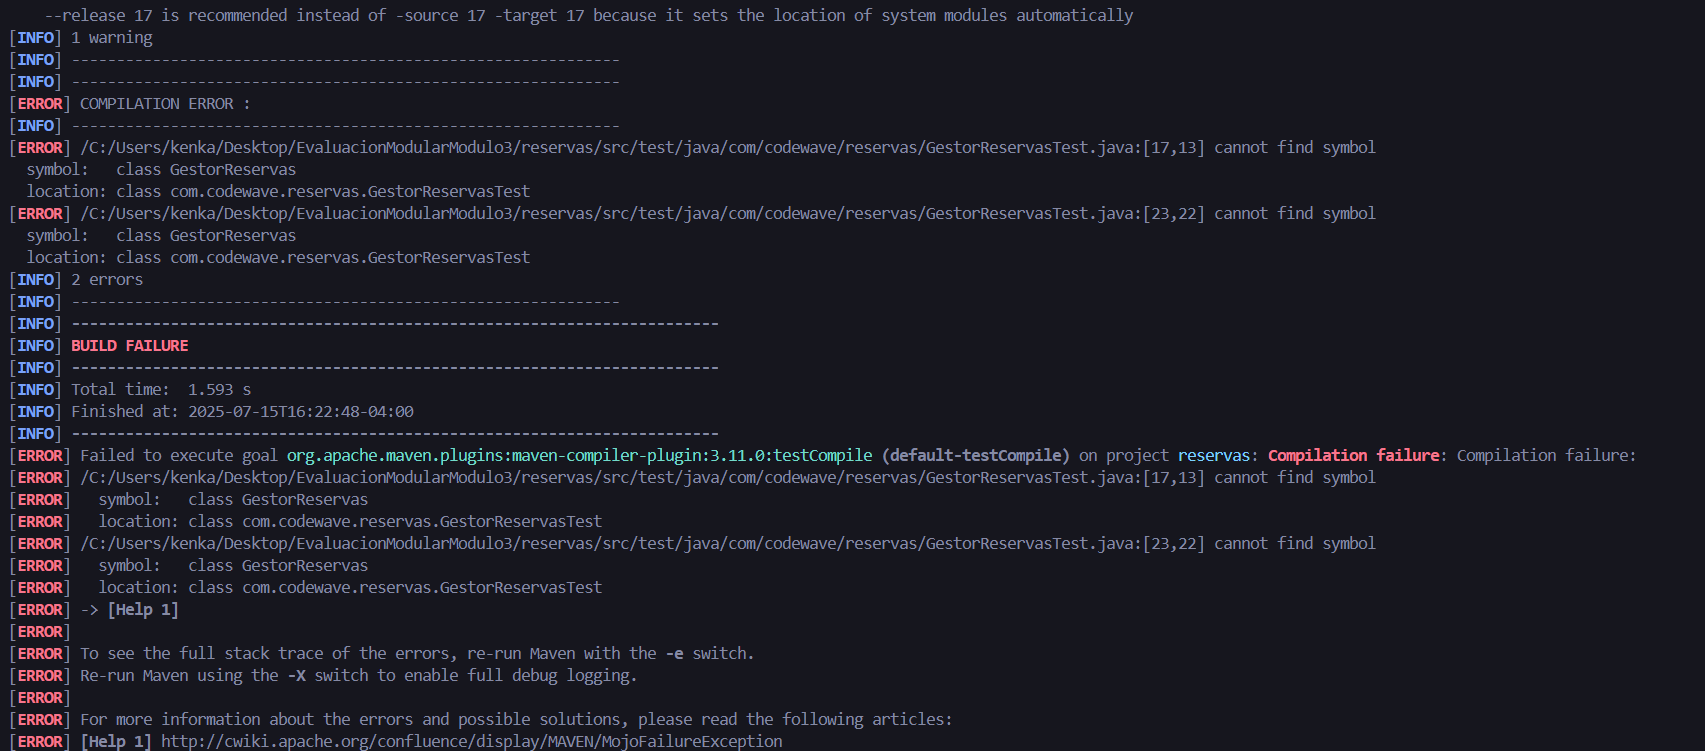 --release 17 is recommended instead of -source 17 -target 17 because it sets the location of system modules automatically
[INFO] 1 warning
[INFO] -------------------------------------------------------------
[INFO] -------------------------------------------------------------
[ERROR] COMPILATION ERROR :
[INFO] -------------------------------------------------------------
[ERROR] /C:/Users/kenka/Desktop/EvaluacionModularModulo3/reservas/src/test/java/com/codewave/reservas/GestorReservasTest.java:[17,13] cannot find symbol
symbol:   class GestorReservas
location: class com.codewave.reservas.GestorReservasTest
[ERROR] /C:/Users/kenka/Desktop/EvaluacionModularModulo3/reservas/src/test/java/com/codewave/reservas/GestorReservasTest.java:[23,22] cannot find symbol
symbol:   class GestorReservas
location: class com.codewave.reservas.GestorReservasTest
[INFO] 2 errors
[INFO] -------------------------------------------------------------
[INFO] ------------------------------------------------------------------------
[INFO] BUILD FAILURE
[INFO] ------------------------------------------------------------------------
[INFO] Total time:  1.593 s
[INFO] Finished at: 2025-07-15T16:22:48-04:00
[INFO] ------------------------------------------------------------------------
[ERROR] Failed to execute goal org.apache.maven.plugins:maven-compiler-plugin:3.11.0:testCompile (default-testCompile) on project reservas: Compilation failure: Compilation failure:
[ERROR] /C:/Users/kenka/Desktop/EvaluacionModularModulo3/reservas/src/test/java/com/codewave/reservas/GestorReservasTest.java:[17,13] cannot find symbol
[ERROR]   symbol:   class GestorReservas
[ERROR]   location: class com.codewave.reservas.GestorReservasTest
[ERROR] /C:/Users/kenka/Desktop/EvaluacionModularModulo3/reservas/src/test/java/com/codewave/reservas/GestorReservasTest.java:[23,22] cannot find symbol
[ERROR]   symbol:   class GestorReservas
[ERROR]   location: class com.codewave.reservas.GestorReservasTest
[ERROR] -> [Help 1]
[ERROR]
[ERROR] To see the full stack trace of the errors, re-run Maven with the -e switch.
[ERROR] Re-run Maven using the -X switch to enable full debug logging.
[ERROR]
[ERROR] For more information about the errors and possible solutions, please read the following articles:
[ERROR] [Help 1] http://cwiki.apache.org/confluence/display/MAVEN/MojoFailureException